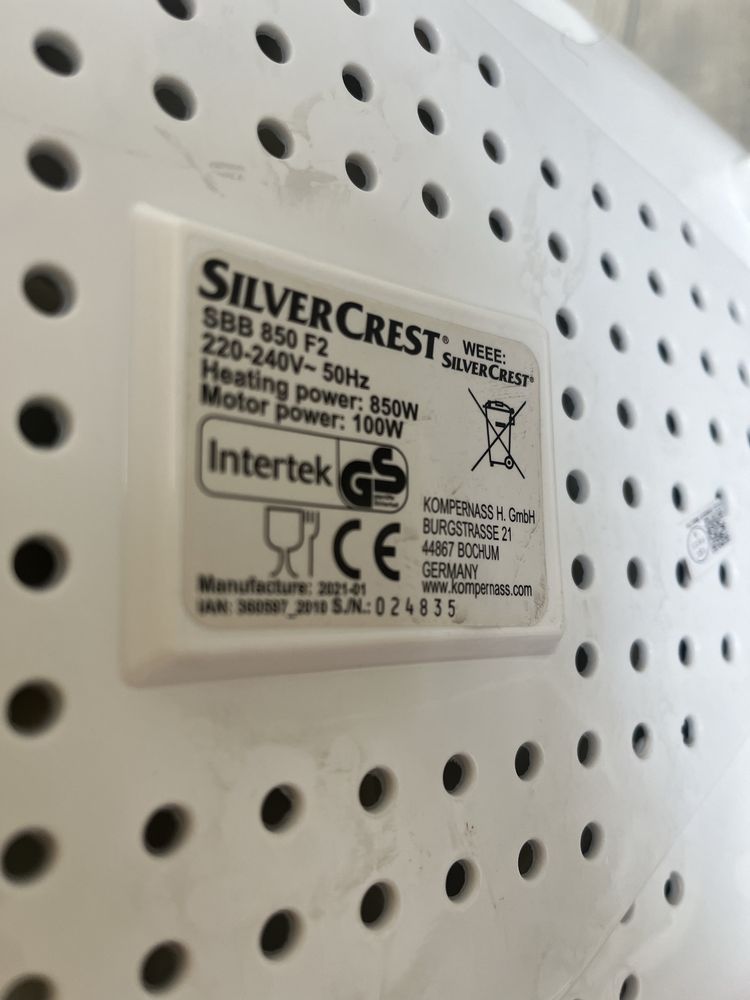 SILVERCREST®
SBB 850 F2
220-240V~ 50Hz
Heating power: 850W
Motor power: 100W
WEEE:
SILVERCREST®
Intertek
GS
CE
KOMPERNASS H. GmbH
BURGSTRASSE 21
44867 BOCHUM
GERMANY
www.kompernass.com
Manufacture: 2021-01
IAN: 360587_2010 S./N.: 024835